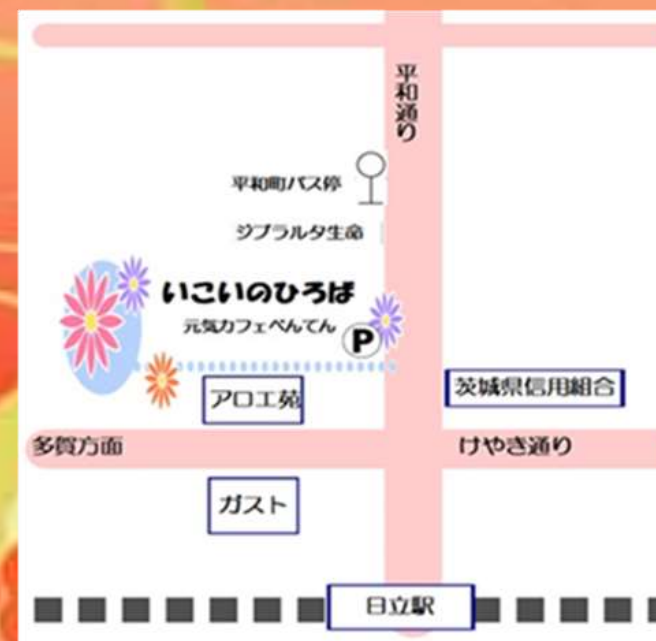 平和通り
平和町バス停
ジブラルタ生命
いこいのひろば
元気カフェべんてん
P
アロエ苑
茨城県信用組合
多賀方面
けやき通り
ガスト
日立駅